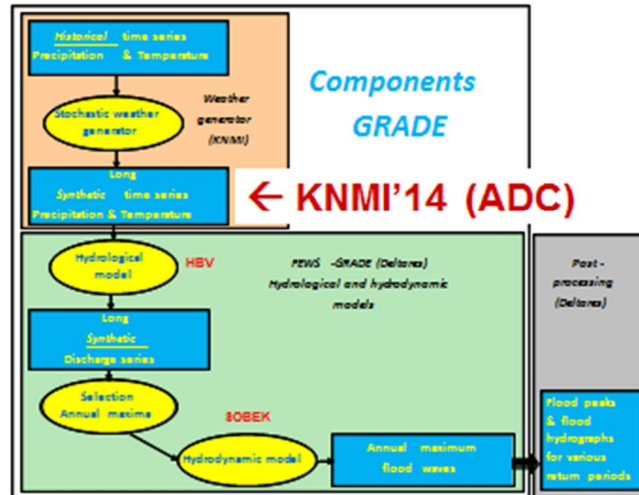 Historical time series
Precipitation & Temperature
Components
GRADE
Weather
generator
(KNMI)
Stochastic weather
generator
Long
Synthetic time series
Precipitation & Temperature
← KNMI'14 (ADC)
Hydrological
model
HBV
FEWS -GRADE (Deltares)
Hydrological and hydrodynamic
models
Post -
processing
(Deltares)
Long
Synthetic
Discharge series
Selection
Annual maxima
SOBEK
Hydrodynamic model
Annual maximum
flood waves
Flood peaks
& flood
hydrographs
for various
return periods